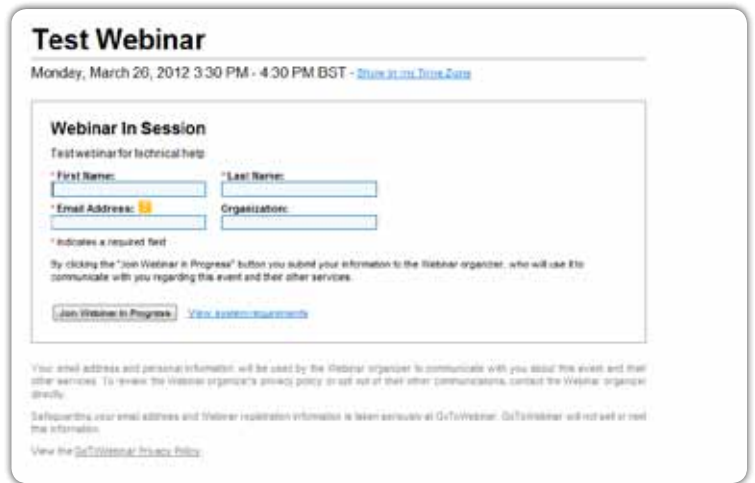 Test Webinar
Monday, March 26, 2012 3:30 PM - 4:30 PM BST - Show in my Time Zone
Webinar In Session
Test webinar for technical help
* First Name:
* Last Name:
* Email Address:
Organization:
* Indicates a required field
By clicking the "Join Webinar in Progress" button you submit your information to the Webinar organizer, who will use it to
communicate with you regarding this event and their other services.
Join Webinar in Progress
View system requirements
Your email address and personal information will be used by the Webinar organizer to communicate with you about this event and their
other services. To review the Webinar organizer's privacy policy or opt out of their other communications, contact the Webinar organizer
directly.
Safeguarding your email address and Webinar registration information is taken seriously at GoToWebinar. GoToWebinar will not sell or rent
this information.
View the GoToWebinar Privacy Policy.